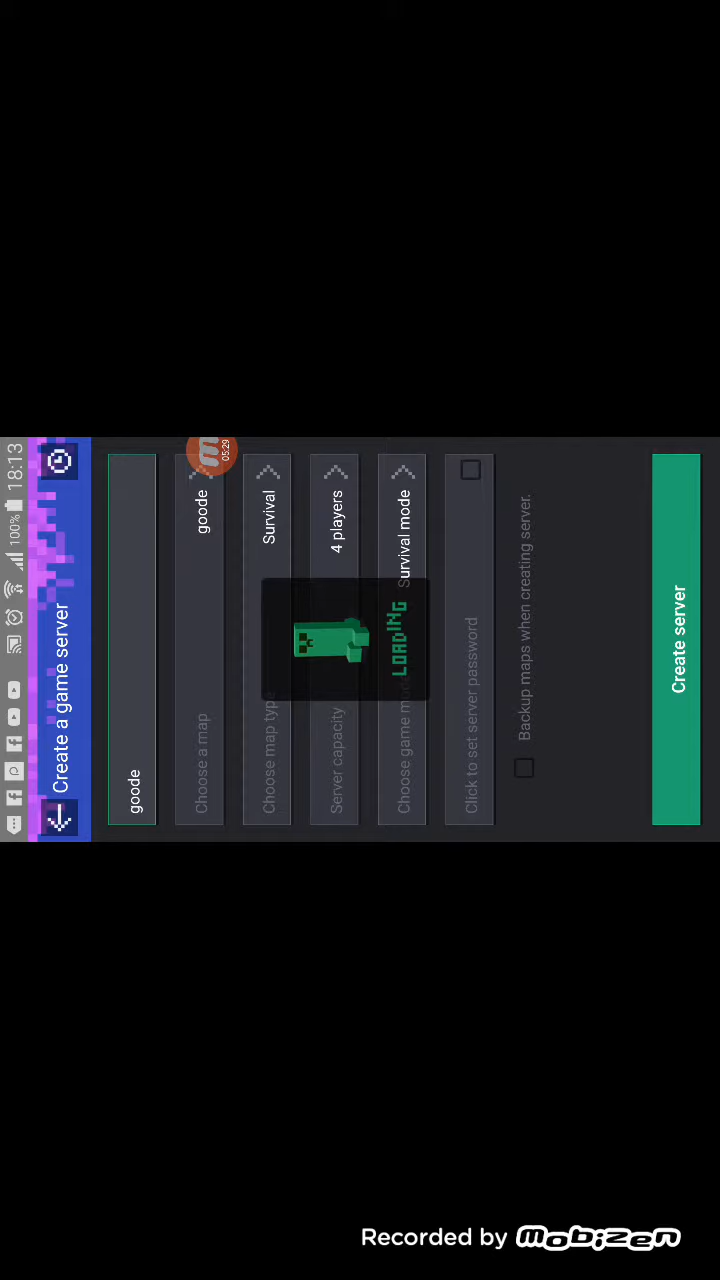 18:13
100%
Create a game server
goode
Choose a map
goode
05:29
Choose map type
Survival
Server capacity
4 players
Choose game mo
Survival mode
LOADING
Click to set server password
Backup maps when creating server.
Create server
Recorded by mobizen